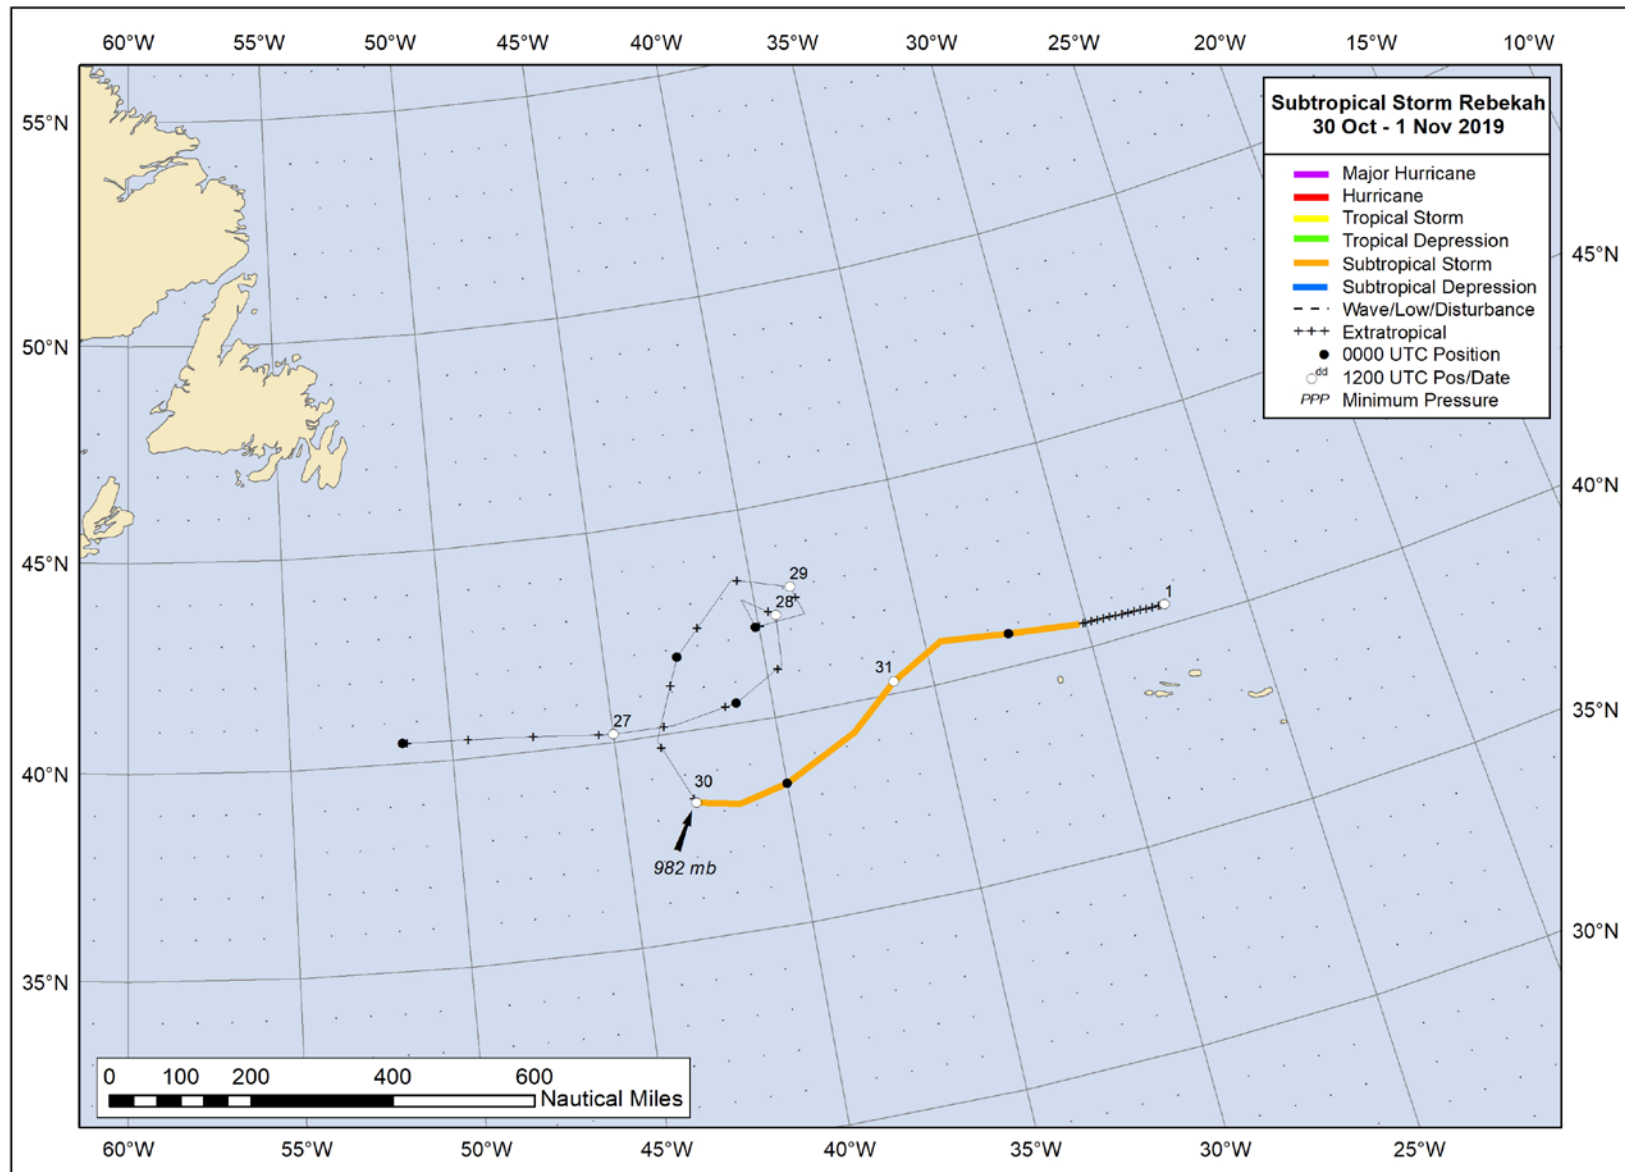 60°W 55°W 50°W 45°W 40°W 35°W 30°W 25°W 20°W 15°W 10°W
Subtropical Storm Rebekah
30 Oct - 1 Nov 2019
Major Hurricane
Hurricane
Tropical Storm
Tropical Depression
Subtropical Storm
Subtropical Depression
Wave/Low/Disturbance
+++ Extratropical
0000 UTC Position
dd 1200 UTC Pos/Date
PPP Minimum Pressure
55°N
45°N
50°N
40°N
45°N
29
28
1
31
35°N
27
40°N
30
982 mb
30°N
35°N
0 100 200 400 600
Nautical Miles
60°W 55°W 50°W 45°W 40°W 35°W 30°W 25°W